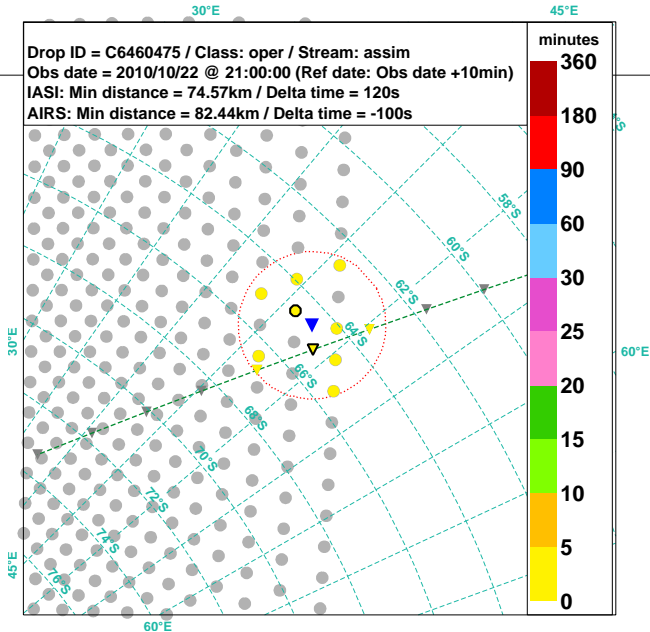 30°E 45°E
Drop ID = C6460475 / Class: oper / Stream: assim
Obs date = 2010/10/22 @ 21:00:00 (Ref date: Obs date +10min)
IASI: Min distance = 74.57km / Delta time = 120s
AIRS: Min distance = 82.44km / Delta time = -100s
minutes
360
180
90
60
30
25
20
15
10
5
0
58°S
60°S
62°S
64°S
66°S
68°S
70°S
72°S
74°S
76°S
30°E
60°E
45°E
60°E